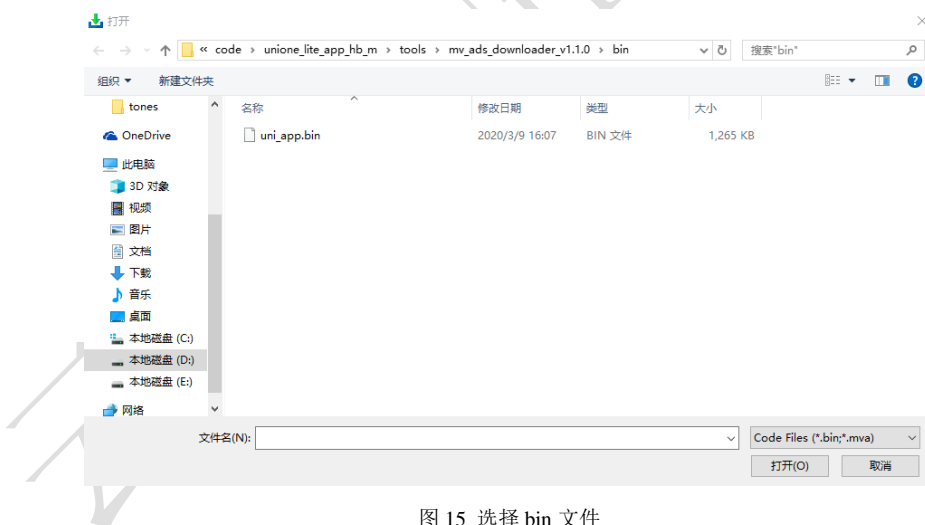 打开
« code › unione_lite_app_hb_m › tools › mv_ads_downloader_v1.1.0 › bin
搜索"bin"
组织
新建文件夹
名称
修改日期
类型
大小
uni_app.bin
2020/3/9 16:07
BIN 文件
1,265 KB
tones
OneDrive
此电脑
3D 对象
视频
图片
文档
下载
音乐
桌面
本地磁盘 (C:)
本地磁盘 (D:)
本地磁盘 (E:)
网络
文件名(N):
Code Files (*.bin;*.mva)
打开(O)
取消
图 15 选择 bin 文件